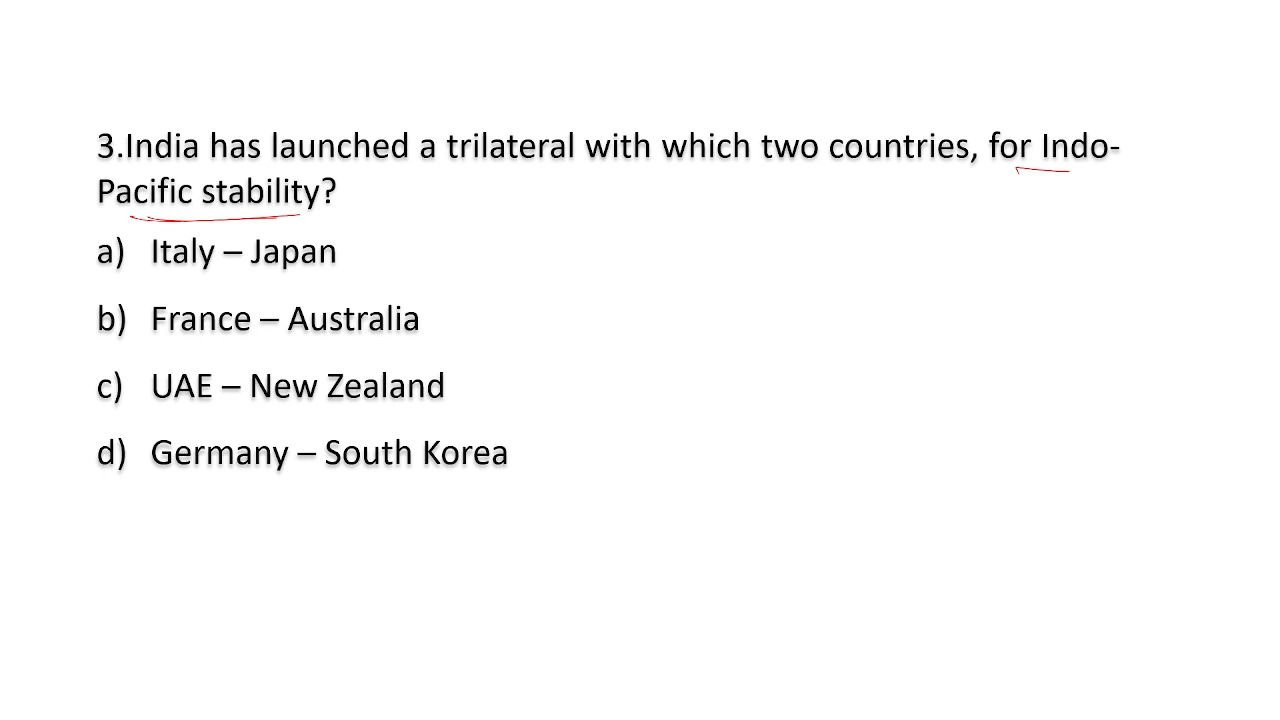 3.India has launched a trilateral with which two countries, for Indo-
Pacific stability?
a) Italy – Japan
b) France – Australia
c) UAE – New Zealand
d) Germany – South Korea